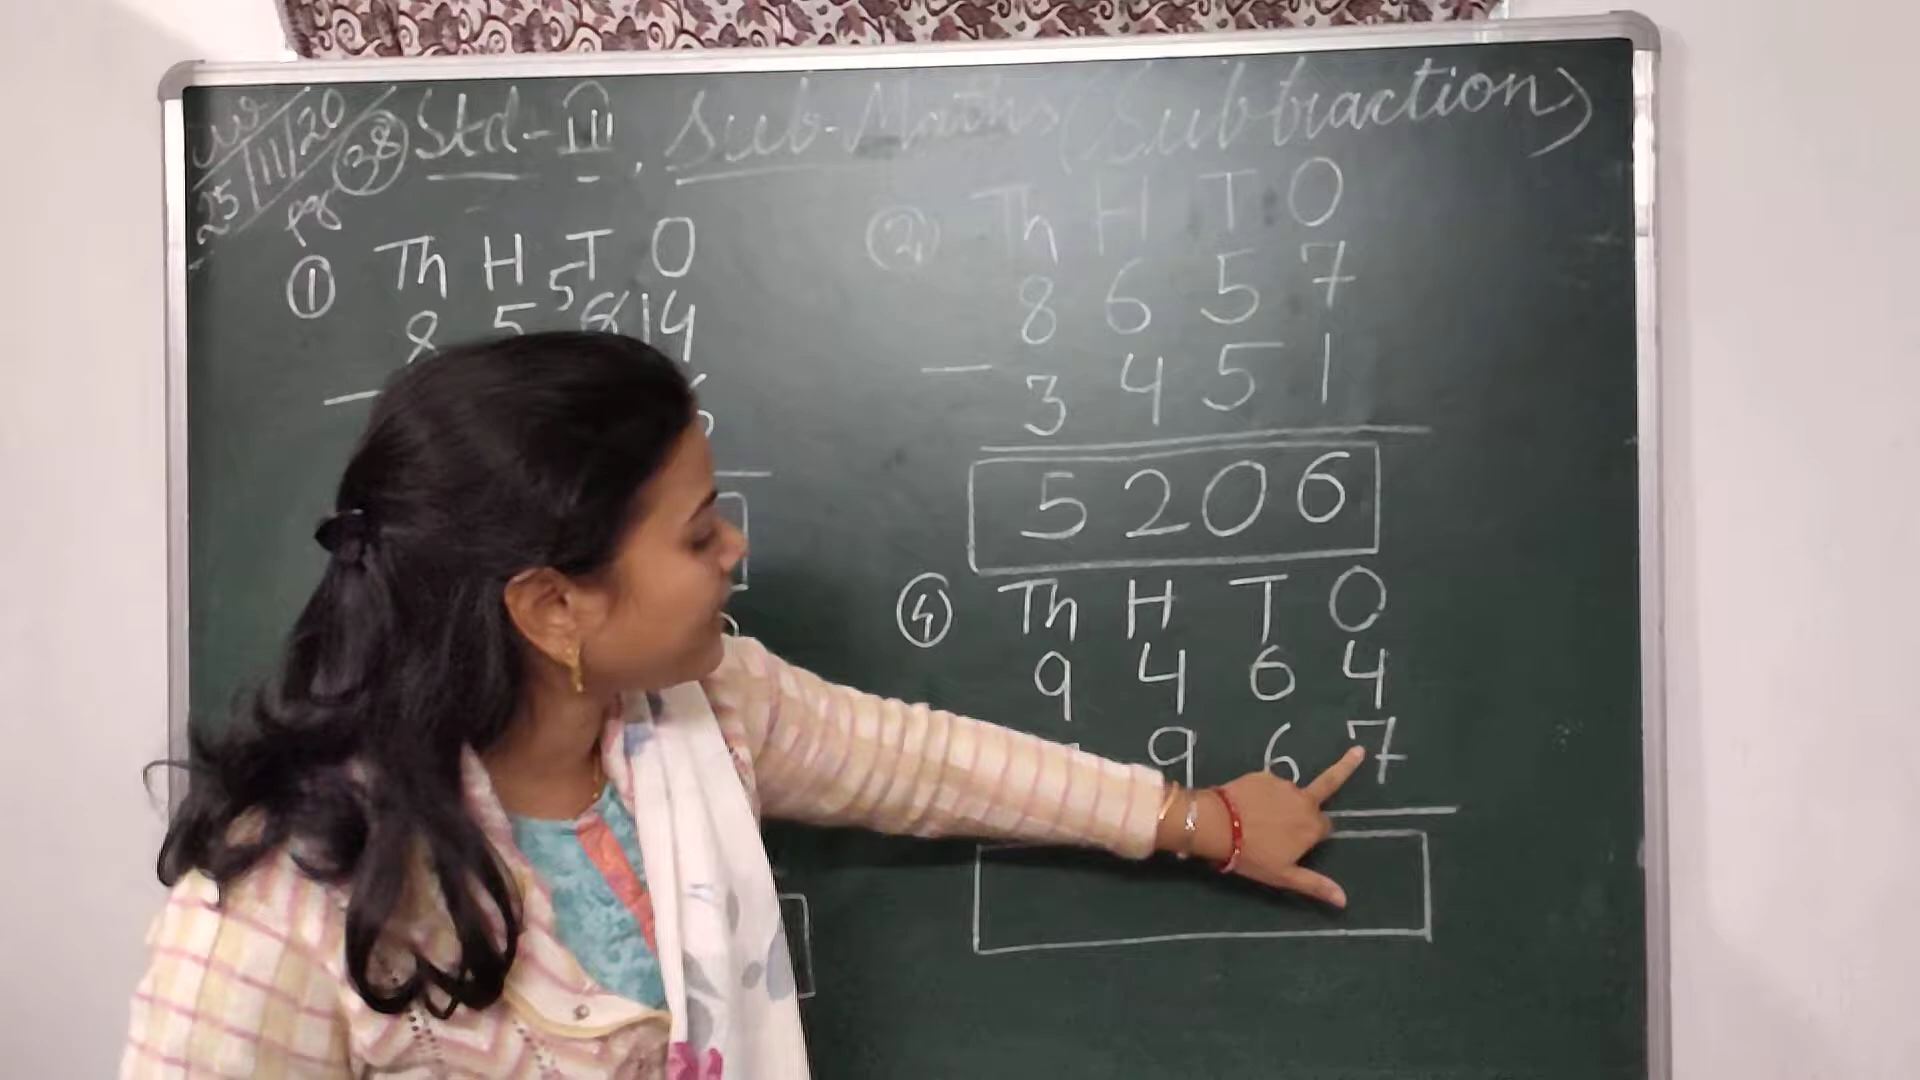 25/11/20
38 Std-III, Sub-Maths (Subtraction)
① Th H T O
5
8 5 8 14
-
② Th H T O
8 6 5 7
- 3 4 5 1
5 2 0 6
④ Th H T O
9 4 6 4
9 6 7